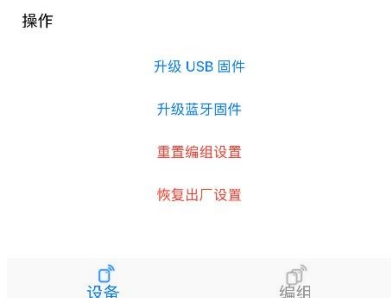 操作
升级 USB 固件
升级蓝牙固件
重置编组设置
恢复出厂设置
设备
编组